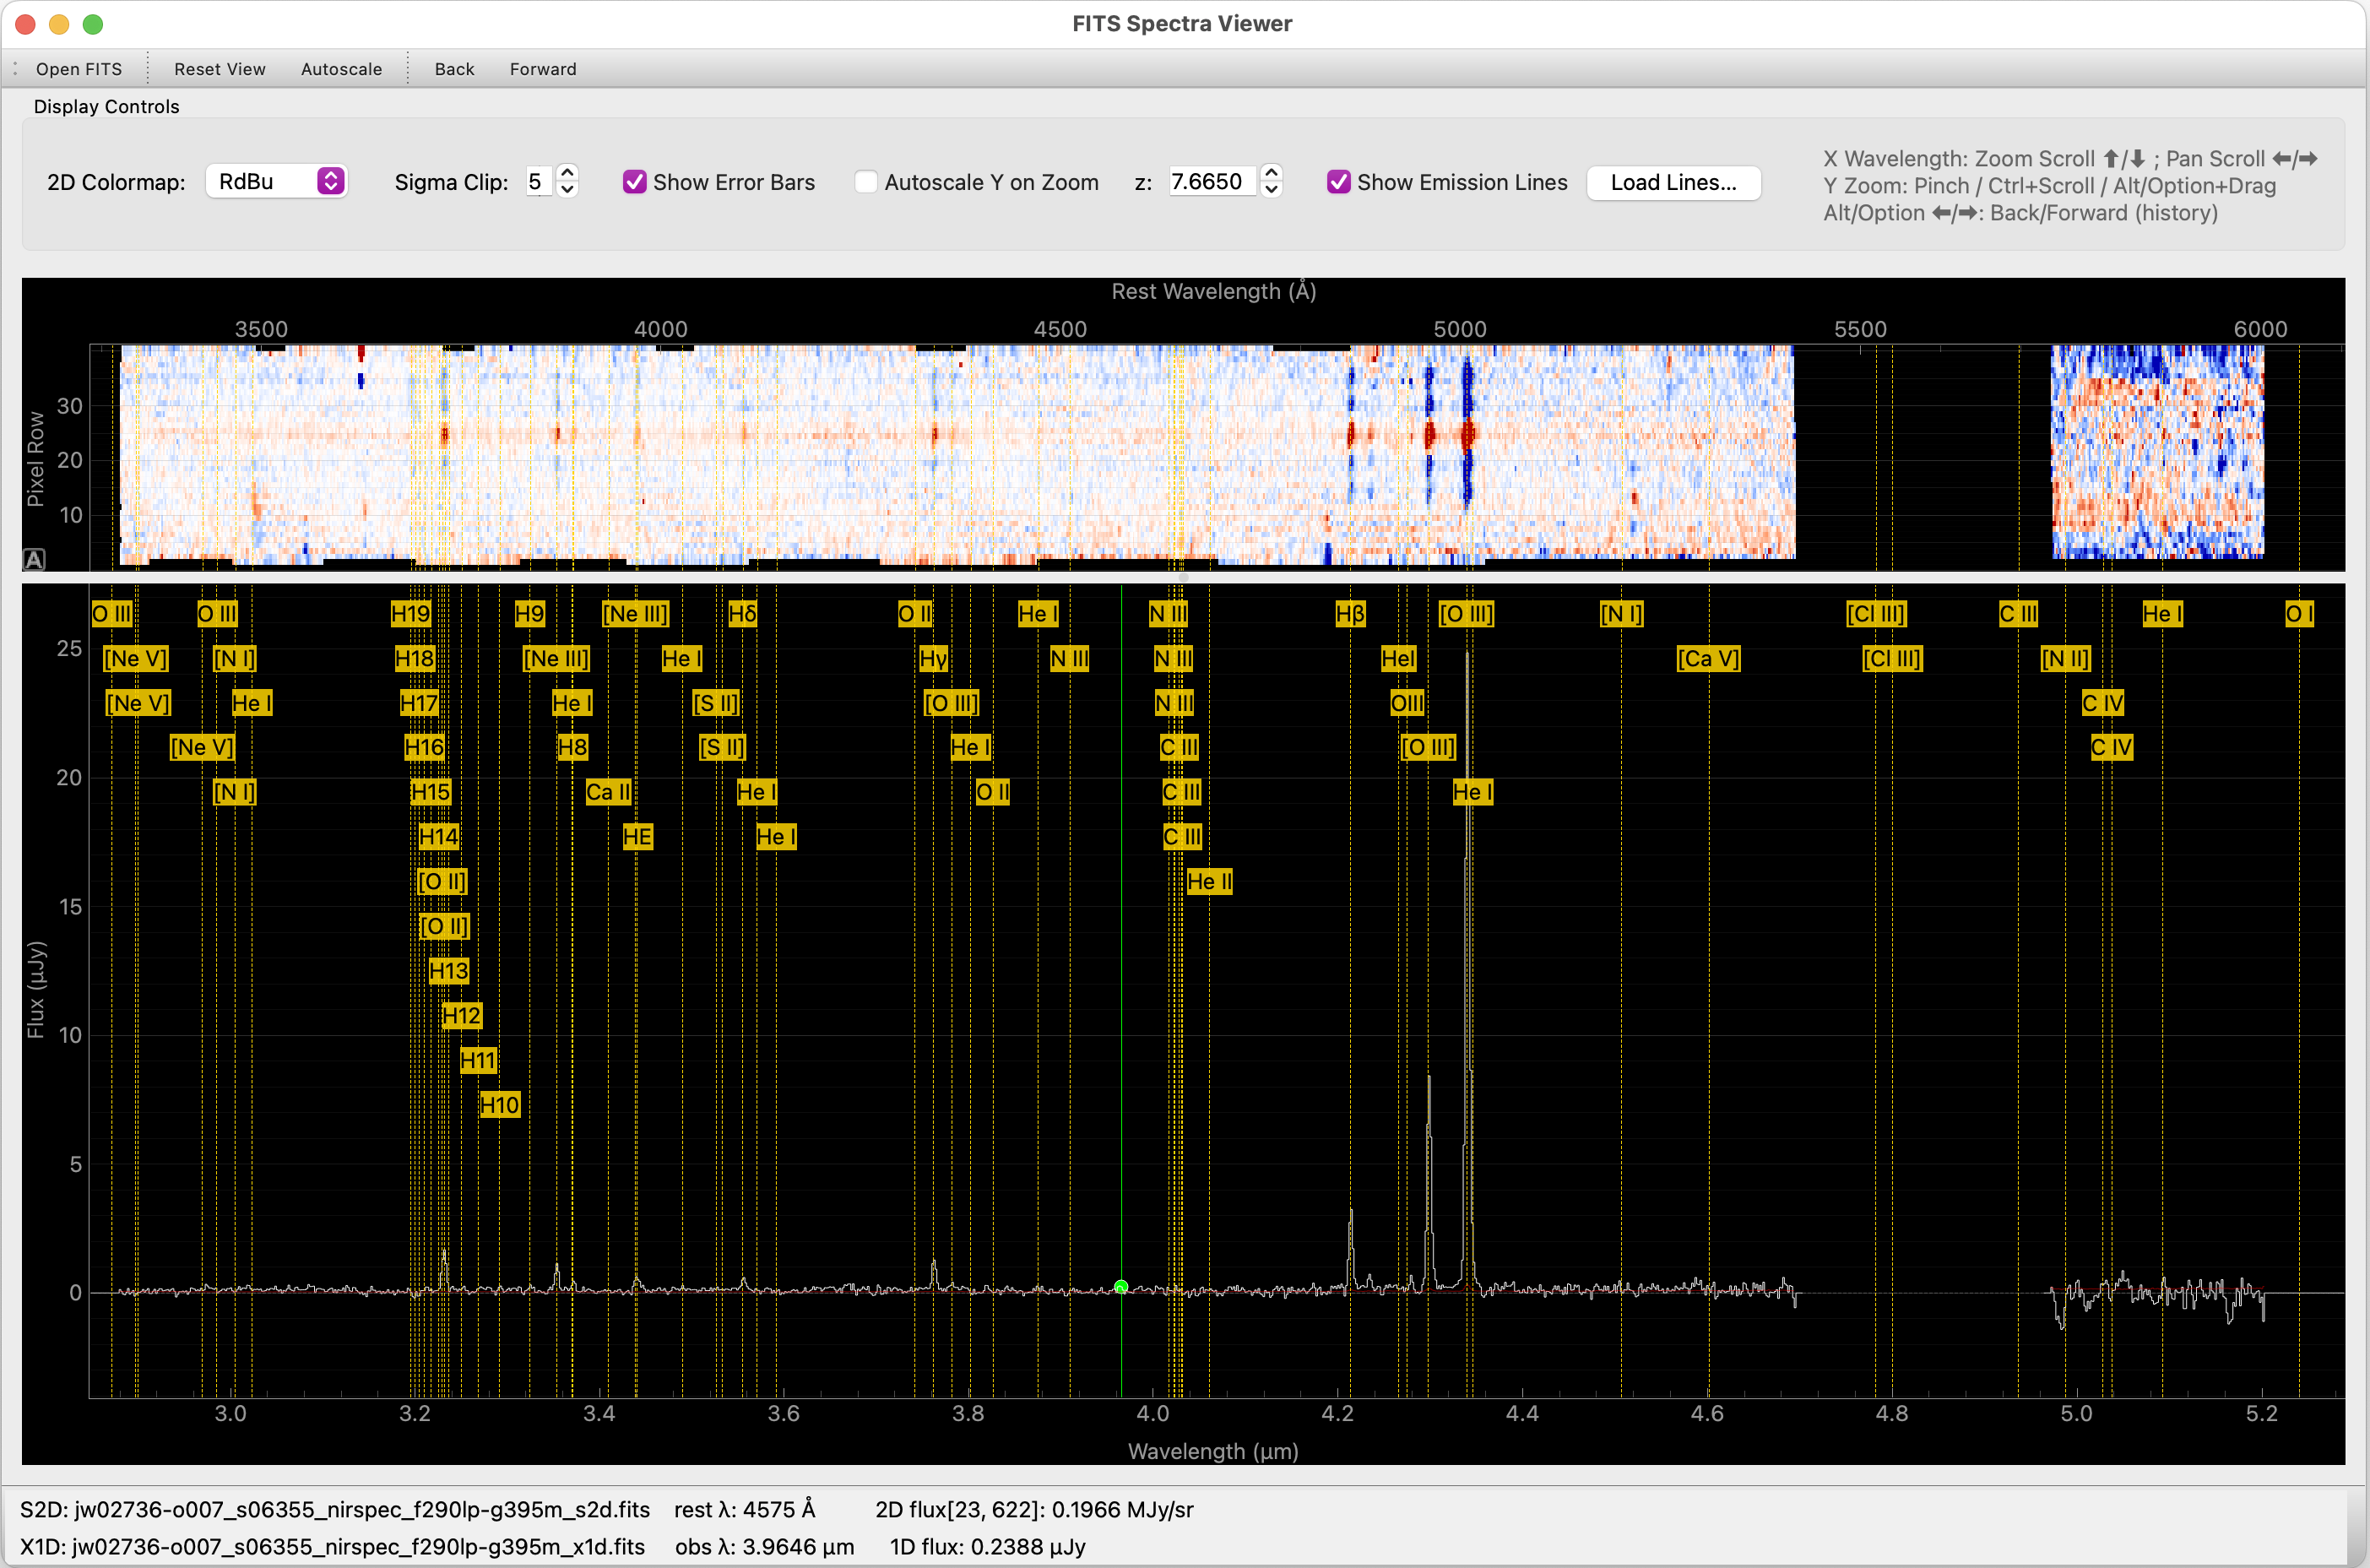 FITS Spectra Viewer
Open FITS Reset View Autoscale Back Forward
Display Controls
2D Colormap: RdBu Sigma Clip: 5 Show Error Bars Autoscale Y on Zoom z: 7.6650 Show Emission Lines Load Lines...
X Wavelength: Zoom Scroll ⬆/⬇ ; Pan Scroll ⬅/➡
Y Zoom: Pinch / Ctrl+Scroll / Alt/Option+Drag
Alt/Option ⬅/➡: Back/Forward (history)
Rest Wavelength (Å)
3500 4000 4500 5000 5500 6000
Pixel Row
30
20
10
A
O III O III H19 H9 [Ne III] Hδ O II He I N III Hβ [O III] [N I] [Cl III] C III He I O I
[Ne V] [N I] H18 [Ne III] He I Hγ N III N III HeI [Ca V] [Cl III] [N II]
[Ne V] He I H17 He I [S II] [O III] N III OIII C IV
[Ne V] H16 H8 [S II] He I C III [O III] C IV
[N I] H15 Ca II He I O II C III He I
H14 HE He I C III
[O II] He II
[O II]
H13
H12
H11
H10
Flux (μJy)
25
20
15
10
5
0
3.0 3.2 3.4 3.6 3.8 4.0 4.2 4.4 4.6 4.8 5.0 5.2
Wavelength (μm)
S2D: jw02736-o007_s06355_nirspec_f290lp-g395m_s2d.fits rest λ: 4575 Å 2D flux[23, 622]: 0.1966 MJy/sr
X1D: jw02736-o007_s06355_nirspec_f290lp-g395m_x1d.fits obs λ: 3.9646 μm 1D flux: 0.2388 μJy